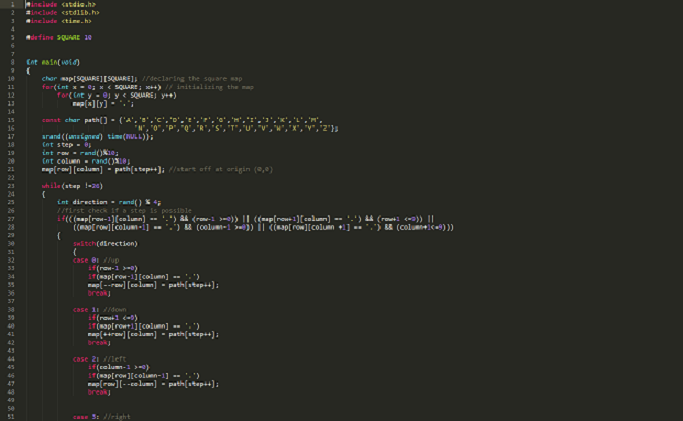 1 #include <stdio.h>
2 #include <stdlib.h>
3 #include <time.h>
4
5 #define SQUARE 10
6
7
8 int main(void)
9 {
10 char map[SQUARE][SQUARE]; //declaring the square map
11 for(int x = 0; x < SQUARE; x++) // initializing the map
12 for(int y = 0; y < SQUARE; y++)
13 map[x][y] = '.';
14
15 const char path[] = {'A','B','C','D','E','F','G','H','I','J','K','L','M',
16 'N','O','P','Q','R','S','T','U','V','W','X','Y','Z'};
17 srand((unsigned) time(NULL));
18 int step = 0;
19 int row = rand()%10;
20 int column = rand()%10;
21 map[row][column] = path[step++]; //start off at origin (0,0)
22
23 while(step !=26)
24 {
25 int direction = rand() % 4;
26 //first check if a step is possible
27 if(((map[row-1][column] == '.') && (row-1 >=0)) || ((map[row+1][column] == '.') && (row+1 <=9)) ||
28 ((map[row][column-1] == '.') && (column-1 >=0)) || ((map[row][column +1] == '.') && (column+1<=9)))
29 {
30 switch(direction)
31 {
32 case 0: //up
33 if(row-1 >=0)
34 if(map[row-1][column] == '.')
35 map[--row][column] = path[step++];
36 break;
37
38 case 1: //down
39 if(row+1 <=9)
40 if(map[row+1][column] == '.')
41 map[++row][column] = path[step++];
42 break;
43
44 case 2: //left
45 if(column-1 >=0)
46 if(map[row][column-1] == '.')
47 map[row][--column] = path[step++];
48 break;
49
50
51 case 3: //right